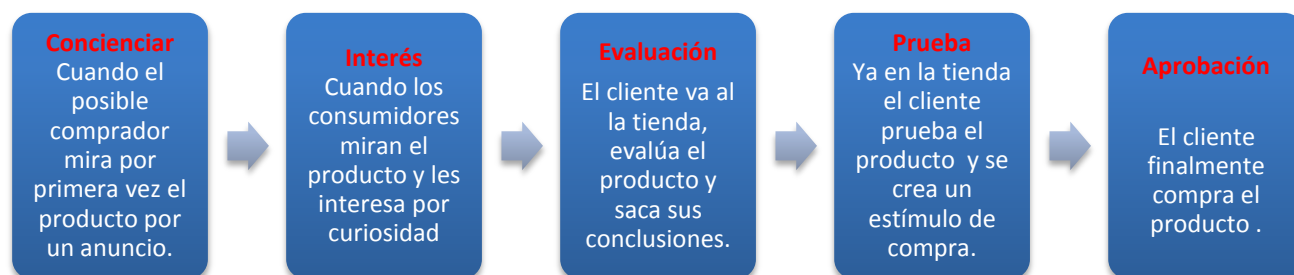 Concienciar
Cuando el
posible
comprador
mira por
primera vez el
producto por
un anuncio.
Interés
Cuando los
consumidores
miran el
producto y les
interesa por
curiosidad
Evaluación
El cliente va al
la tienda,
evalúa el
producto y
saca sus
conclusiones.
Prueba
Ya en la tienda
el cliente
prueba el
producto y se
crea un
estímulo de
compra.
Aprobación
El cliente
finalmente
compra el
producto .